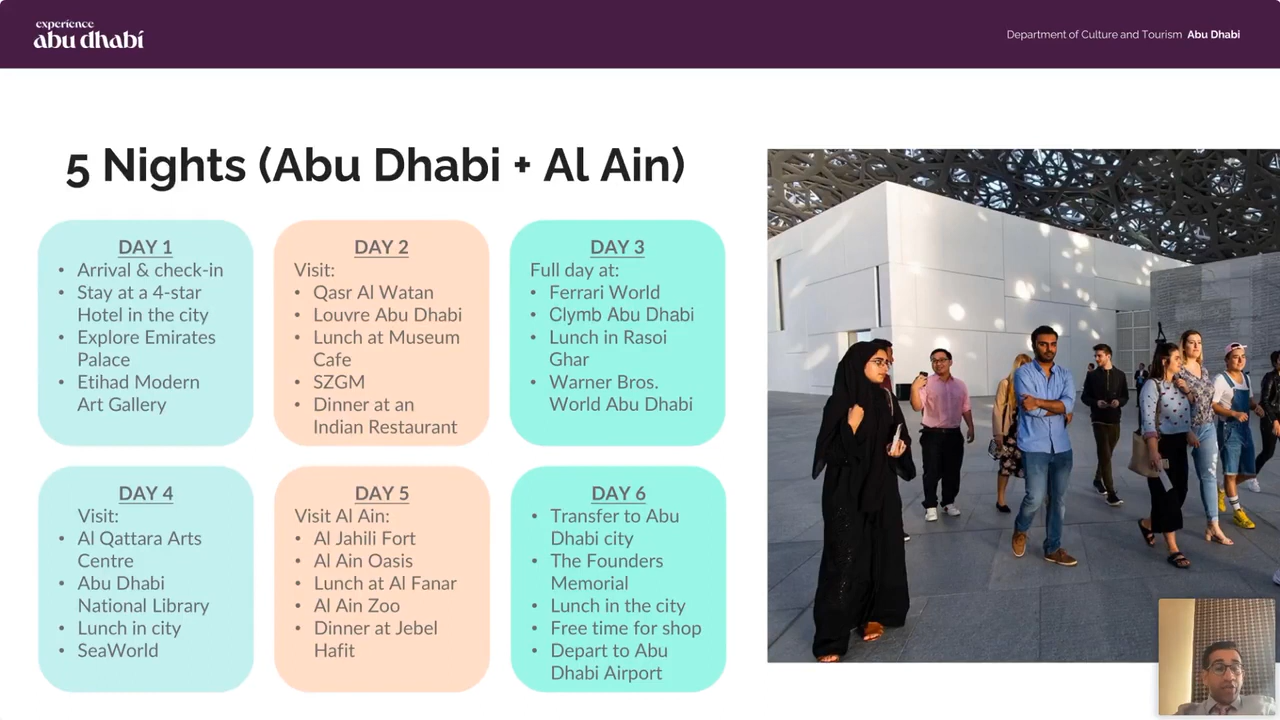 experience
abu dhabi
Department of Culture and Tourism Abu Dhabi
5 Nights (Abu Dhabi + Al Ain)
DAY 1
• Arrival & check-in
• Stay at a 4-star
Hotel in the city
• Explore Emirates
Palace
• Etihad Modern
Art Gallery
DAY 2
Visit:
• Qasr Al Watan
• Louvre Abu Dhabi
• Lunch at Museum
Cafe
• SZGM
• Dinner at an
Indian Restaurant
DAY 3
Full day at:
• Ferrari World
• Clymb Abu Dhabi
• Lunch in Rasoi
Ghar
• Warner Bros.
World Abu Dhabi
DAY 4
Visit:
• Al Qattara Arts
Centre
• Abu Dhabi
National Library
• Lunch in city
• SeaWorld
DAY 5
Visit Al Ain:
• Al Jahili Fort
• Al Ain Oasis
• Lunch at Al Fanar
• Al Ain Zoo
• Dinner at Jebel
Hafit
DAY 6
• Transfer to Abu
Dhabi city
• The Founders
Memorial
• Lunch in the city
• Free time for shop
• Depart to Abu
Dhabi Airport